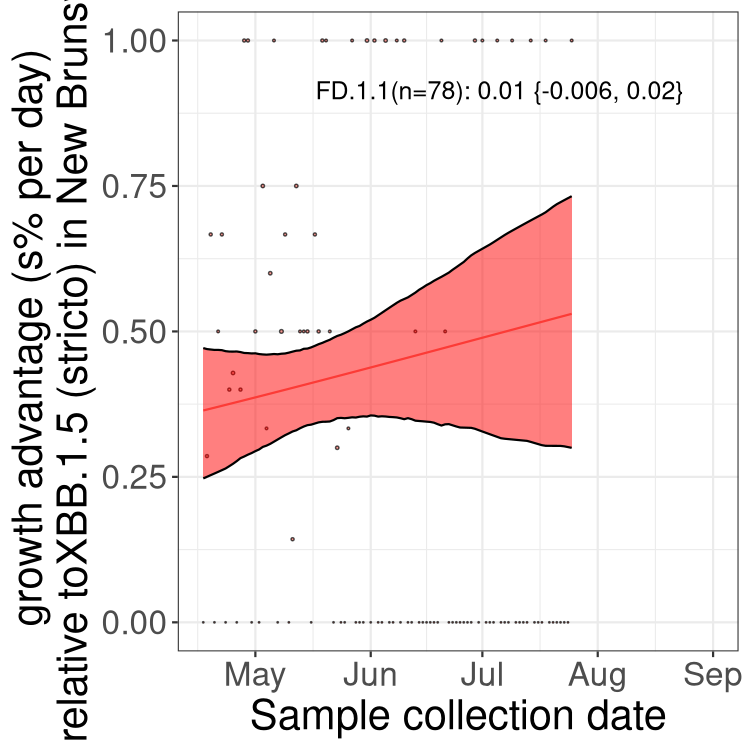 growth advantage (s% per day)
relative toXBB.1.5 (stricto) in New
1.00
0.75
0.50
0.25
0.00
FD.1.1(n=78): 0.01 {-0.006, 0.02}
May Jun Jul Aug Sep
Sample collection date